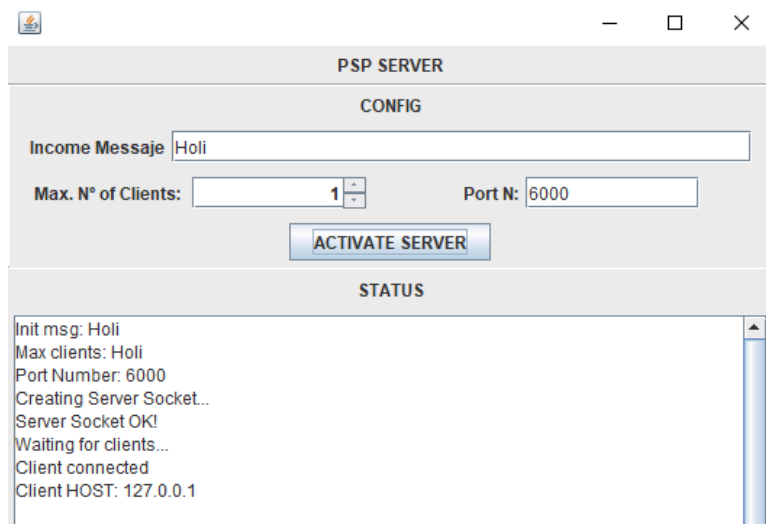 PSP SERVER
CONFIG
Income Messaje Holi
Max. Nº of Clients: 1 Port N: 6000
ACTIVATE SERVER
STATUS
Init msg: Holi
Max clients: Holi
Port Number: 6000
Creating Server Socket...
Server Socket OK!
Waiting for clients...
Client connected
Client HOST: 127.0.0.1